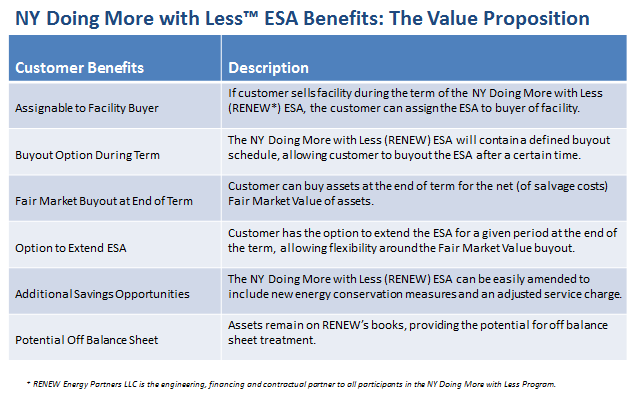 NY Doing More with Less™ ESA Benefits: The Value Proposition
Customer Benefits
Description
Assignable to Facility Buyer
If customer sells facility during the term of the NY Doing More with Less
(RENEW*) ESA, the customer can assign the ESA to buyer of facility.
Buyout Option During Term
The NY Doing More with Less (RENEW) ESA will contain a defined buyout
schedule, allowing customer to buyout the ESA after a certain time.
Fair Market Buyout at End of Term
Customer can buy assets at the end of term for the net (of salvage costs)
Fair Market Value of assets.
Option to Extend ESA
Customer has the option to extend the ESA for a given period at the end of
the term, allowing flexibility around the Fair Market Value buyout.
Additional Savings Opportunities
The NY Doing More with Less (RENEW) ESA can be easily amended to
include new energy conservation measures and an adjusted service charge.
Potential Off Balance Sheet
Assets remain on RENEW’s books, providing the potential for off balance
sheet treatment.
* RENEW Energy Partners LLC is the engineering, financing and contractual partner to all participants in the NY Doing More with Less Program.